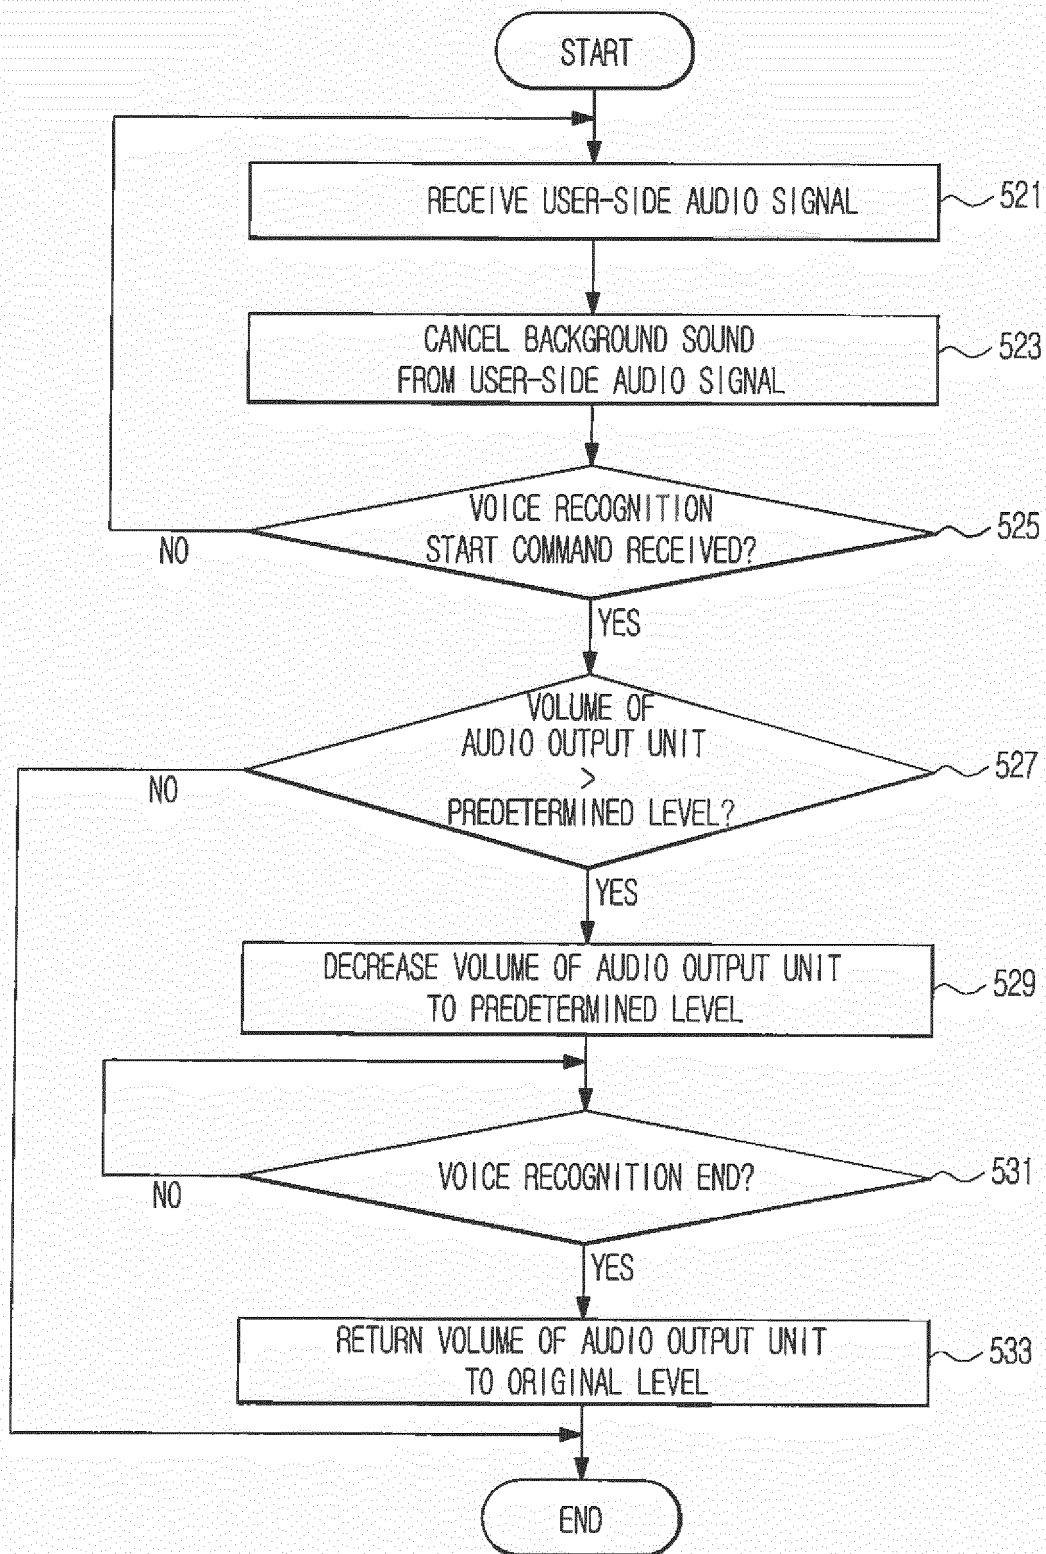 START
RECEIVE USER-SIDE AUDIO SIGNAL
521
CANCEL BACKGROUND SOUND
FROM USER-SIDE AUDIO SIGNAL
523
VOICE RECOGNITION
START COMMAND RECEIVED?
525
NO
YES
VOLUME OF
AUDIO OUTPUT UNIT
>
PREDETERMINED LEVEL?
527
NO
YES
DECREASE VOLUME OF AUDIO OUTPUT UNIT
TO PREDETERMINED LEVEL
529
VOICE RECOGNITION END?
531
NO
YES
RETURN VOLUME OF AUDIO OUTPUT UNIT
TO ORIGINAL LEVEL
533
END